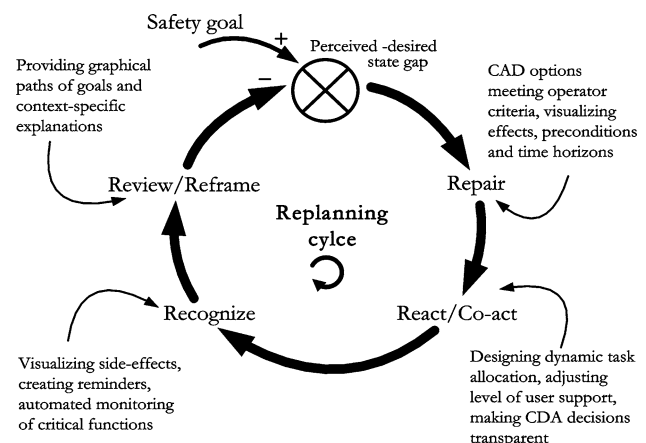 Safety goal
+
Perceived -desired
state gap
–
Providing graphical
paths of goals and
context-specific
explanations
CAD options
meeting operator
criteria, visualizing
effects, preconditions
and time horizons
Review/Reframe
Repair
Replanning
cylce
Recognize
React/Co-act
Visualizing side-effects,
creating reminders,
automated monitoring
of critical functions
Designing dynamic task
allocation, adjusting
level of user support,
making CDA decisions
transparent